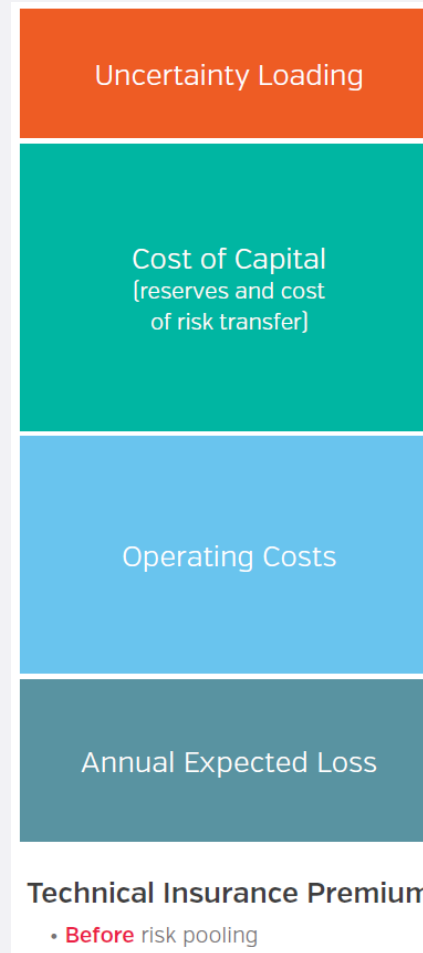 Uncertainty Loading
Cost of Capital
(reserves and cost
of risk transfer)
Operating Costs
Annual Expected Loss
Technical Insurance Premium
• Before risk pooling